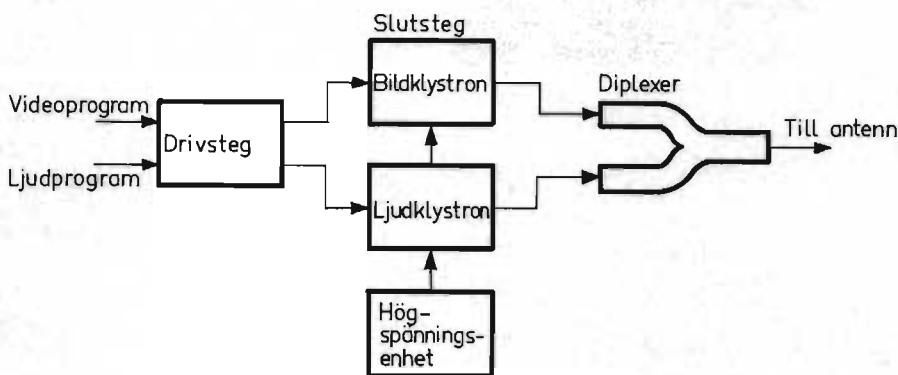 Slutsteg
Bildklystron
Diplexer
Videoprogram
Drivsteg
Till antenn
Ljudprogram
Ljudklystron
Hög-
spännings-
enhet